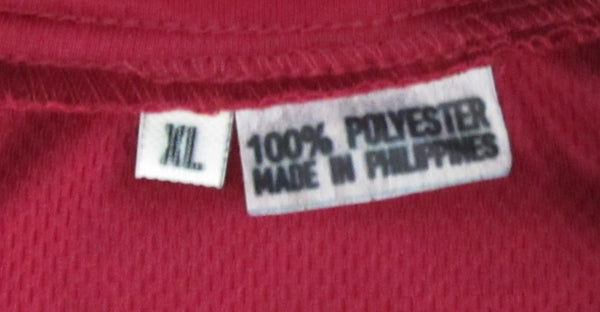 XL
100% POLYESTER
MADE IN PHILIPPINES